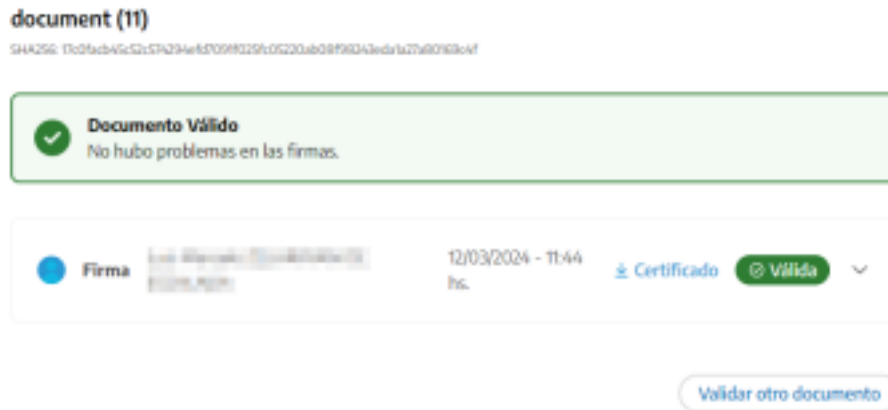 document (11)
SHA256:
Documento Válido
No hubo problemas en las firmas.
Firma
12/03/2024 - 11:44
hs.
Certificado
Válida
Validar otro documento